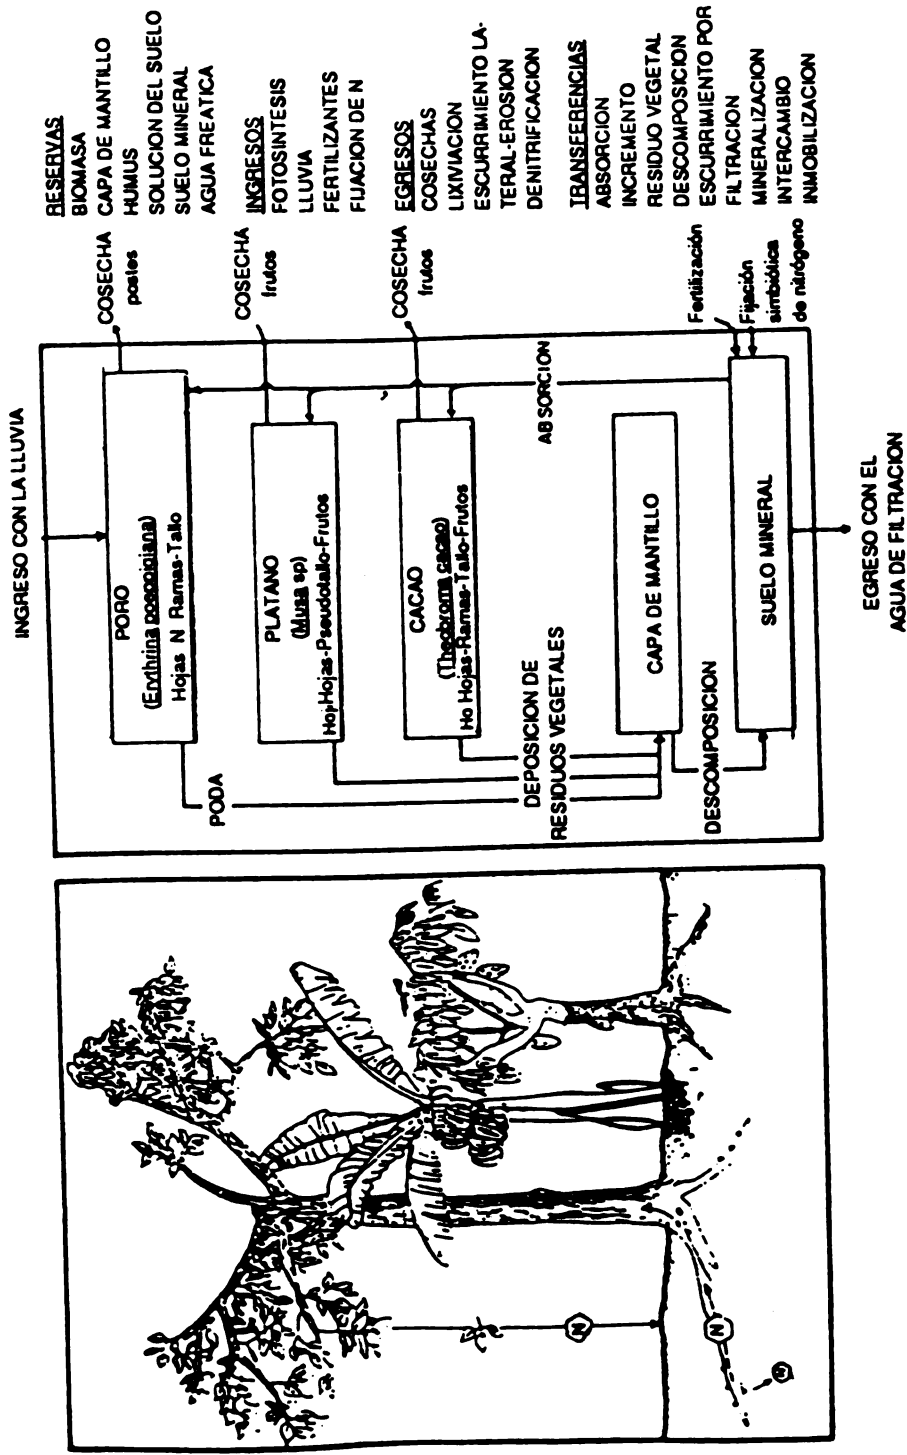 INGRESO CON LA LLUVIA
PORO
(Erythrina poeppigiana)
Hojas N Ramas-Tallo
COSECHA
postes
PLATANO
(Musa sp)
Hojas-Pseudotallo-Frutos
COSECHA
frutos
CACAO
(Theobroma cacao)
Ho Hojas-Ramas-Tallo-Frutos
COSECHA
frutos
PODA
DEPOSICION DE
RESIDUOS VEGETALES
ABSORCION
CAPA DE MANTILLO
DESCOMPOSICION
SUELO MINERAL
Fertilización
Fijación
simbiótica
de nitrógeno
EGRESO CON EL
AGUA DE FILTRACION
RESERVAS
BIOMASA
CAPA DE MANTILLO
HUMUS
SOLUCION DEL SUELO
SUELO MINERAL
AGUA FREATICA
INGRESOS
FOTOSINTESIS
LLUVIA
FERTILIZANTES
FIJACION DE N
EGRESOS
COSECHAS
LIXIVIACION
ESCURRIMIENTO LA-
TERAL-EROSION
DENITRIFICACION
TRANSFERENCIAS
ABSORCION
INCREMENTO
RESIDUO VEGETAL
DESCOMPOSICION
ESCURRIMIENTO POR
FILTRACION
MINERALIZACION
INTERCAMBIO
INMOBILIZACION
N
N
N